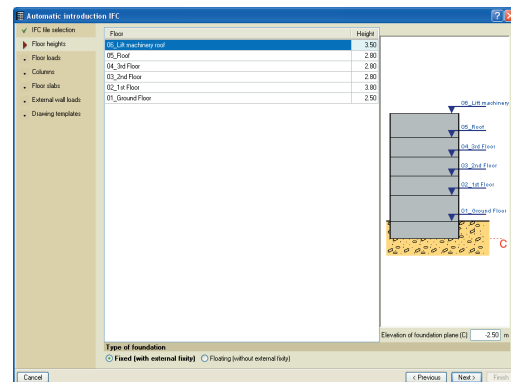 Automatic introduction IFC
IFC file selection
Floor heights
Floor loads
Columns
Floor slabs
External wall loads
Drawing templates
Floor Height
06_Lift machinery roof 3.50
05_Roof 2.80
04_3rd Floor 2.80
03_2nd Floor 2.80
02_1st Floor 3.80
01_Ground Floor 2.50
06_Lift machinery
05_Roof
04_3rd Floor
03_2nd Floor
02_1st Floor
01_Ground Floor
C
Elevation of foundation plane (C) -2.50 m
Type of foundation
Fixed (with external fixity) Floating (without external fixity)
Cancel < Previous Next > Finish